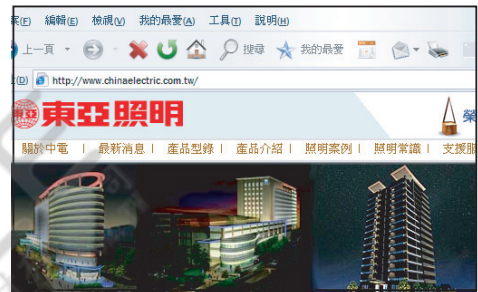 案(F) 編輯(E) 檢視(V) 我的最愛(A) 工具(T) 說明(H)
上一頁 搜尋 我的最愛
(D) http://www.chinaelectric.com.tw/
東亞照明 榮
關於中電 | 最新消息 | 產品型錄 | 產品介紹 | 照明案例 | 照明常識 | 支援服